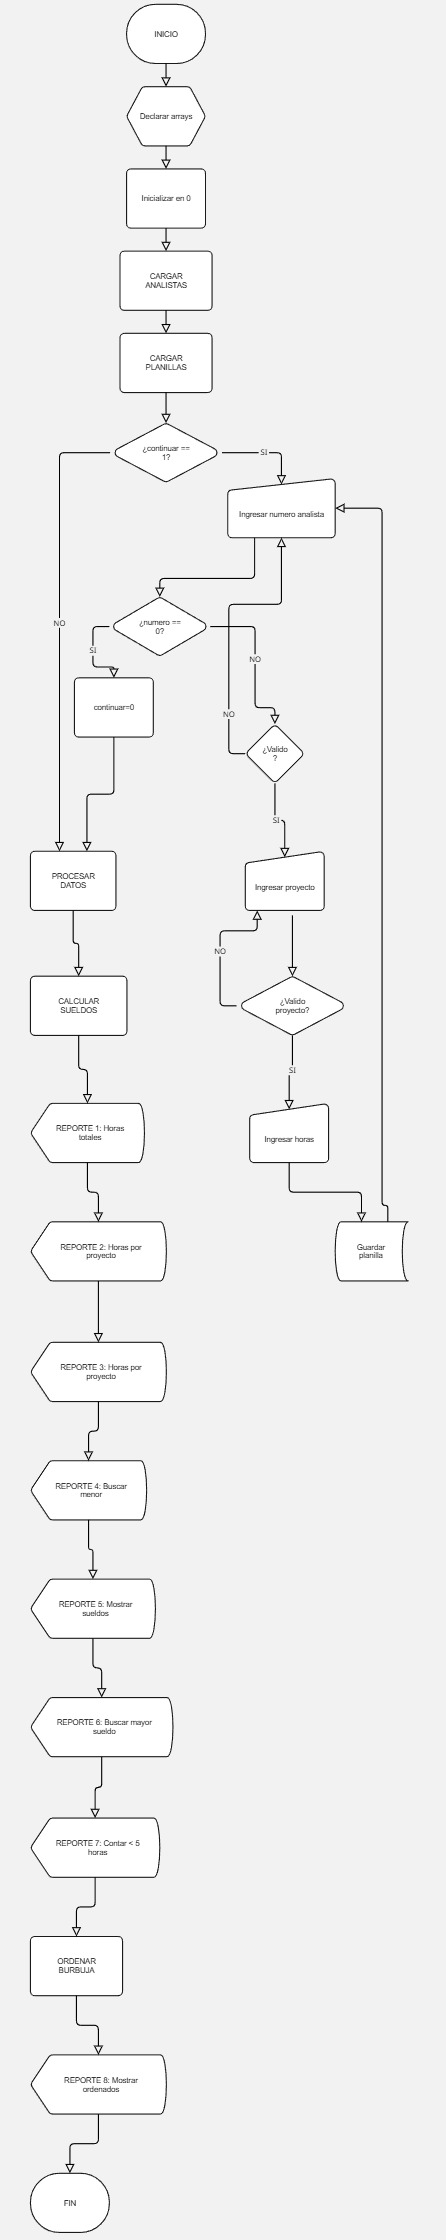 INICIO
Declarar arrays
Inicializar en 0
CARGAR
ANALISTAS
CARGAR
PLANILLAS
¿continuar ==
1?
SI
Ingresar numero analista
NO
¿numero ==
0?
SI
NO
continuar=0
NO
¿Valido
?
SI
PROCESAR
DATOS
Ingresar proyecto
NO
CALCULAR
SUELDOS
¿Valido
proyecto?
SI
REPORTE 1: Horas
totales
Ingresar horas
REPORTE 2: Horas por
proyecto
Guardar
planilla
REPORTE 3: Horas por
proyecto
REPORTE 4: Buscar
menor
REPORTE 5: Mostrar
sueldos
REPORTE 6: Buscar mayor
sueldo
REPORTE 7: Contar < 5
horas
ORDENAR
BURBUJA
REPORTE 8: Mostrar
ordenados
FIN